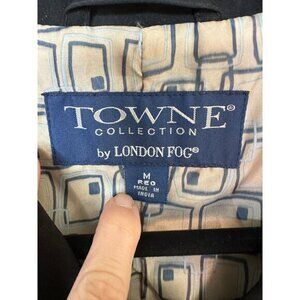 TOWNE®
COLLECTION
by LONDON FOG®
M
REG
MADE IN
INDIA